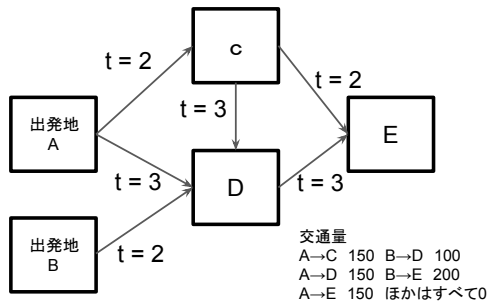 c
t = 2
t = 2
t = 3
出発地
A
E
D
t = 3
t = 3
出発地
B
t = 2
交通量
A→C 150 B→D 100
A→D 150 B→E 200
A→E 150 ほかはすべて0